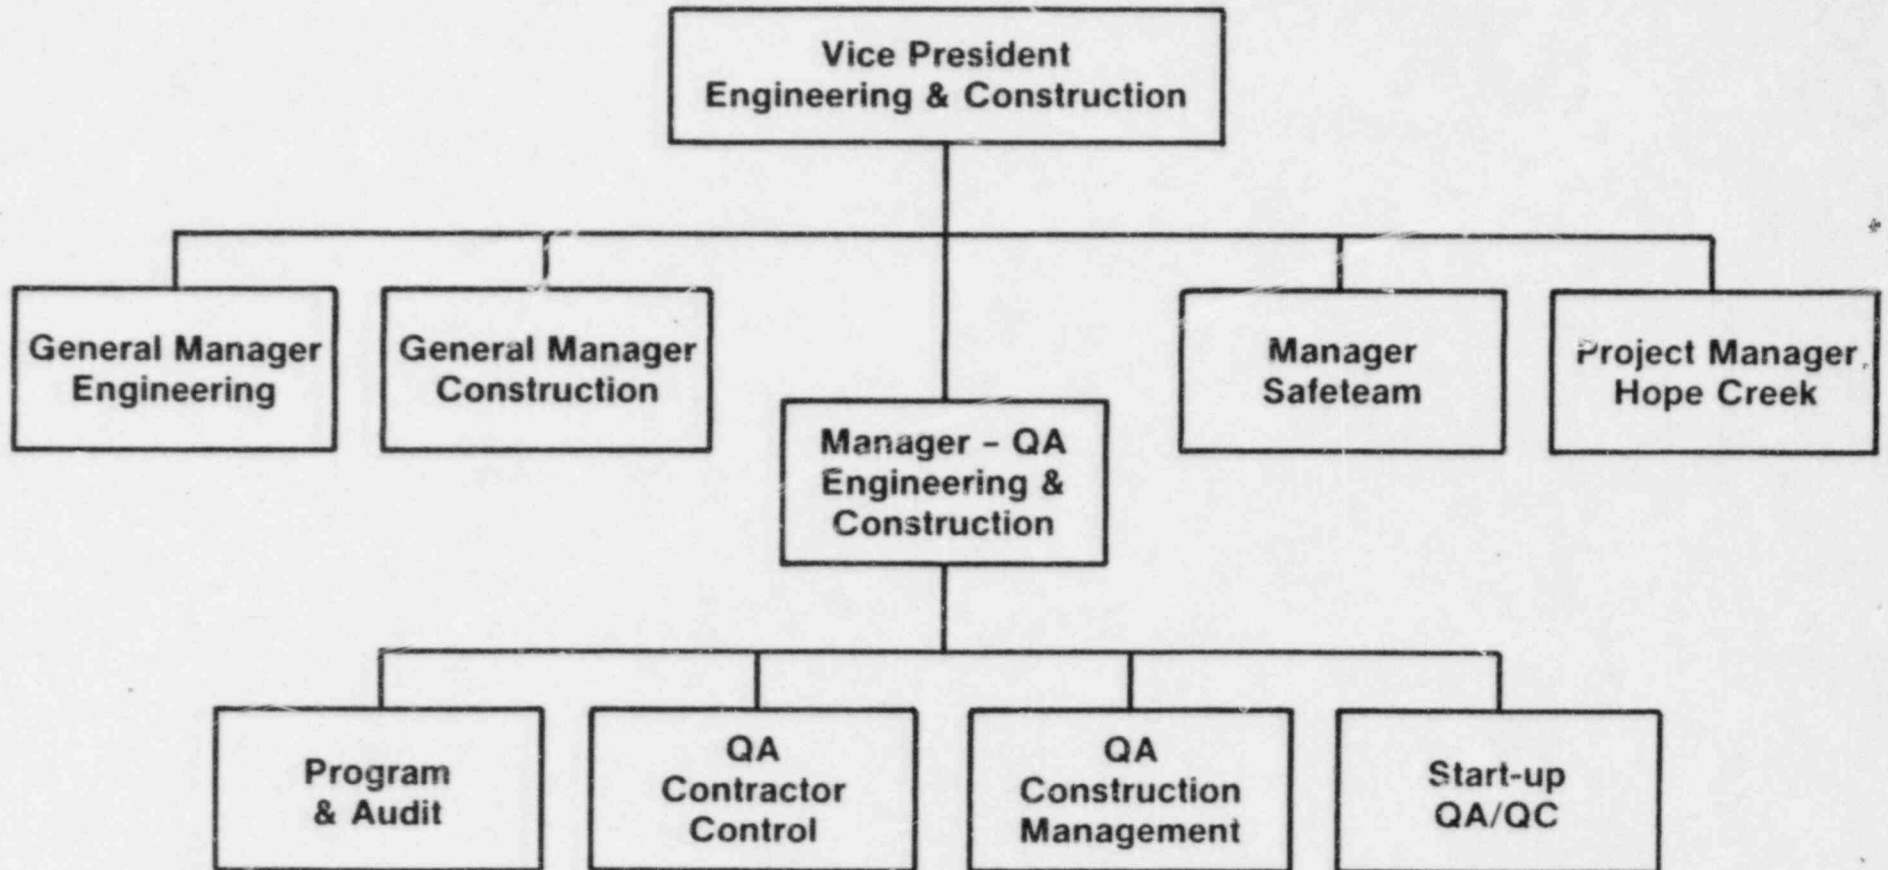 Vice President
Engineering & Construction
General Manager
Engineering
General Manager
Construction
Manager – QA
Engineering &
Construction
Manager
Safeteam
Project Manager
Hope Creek
Program
& Audit
QA
Contractor
Control
QA
Construction
Management
Start-up
QA/QC